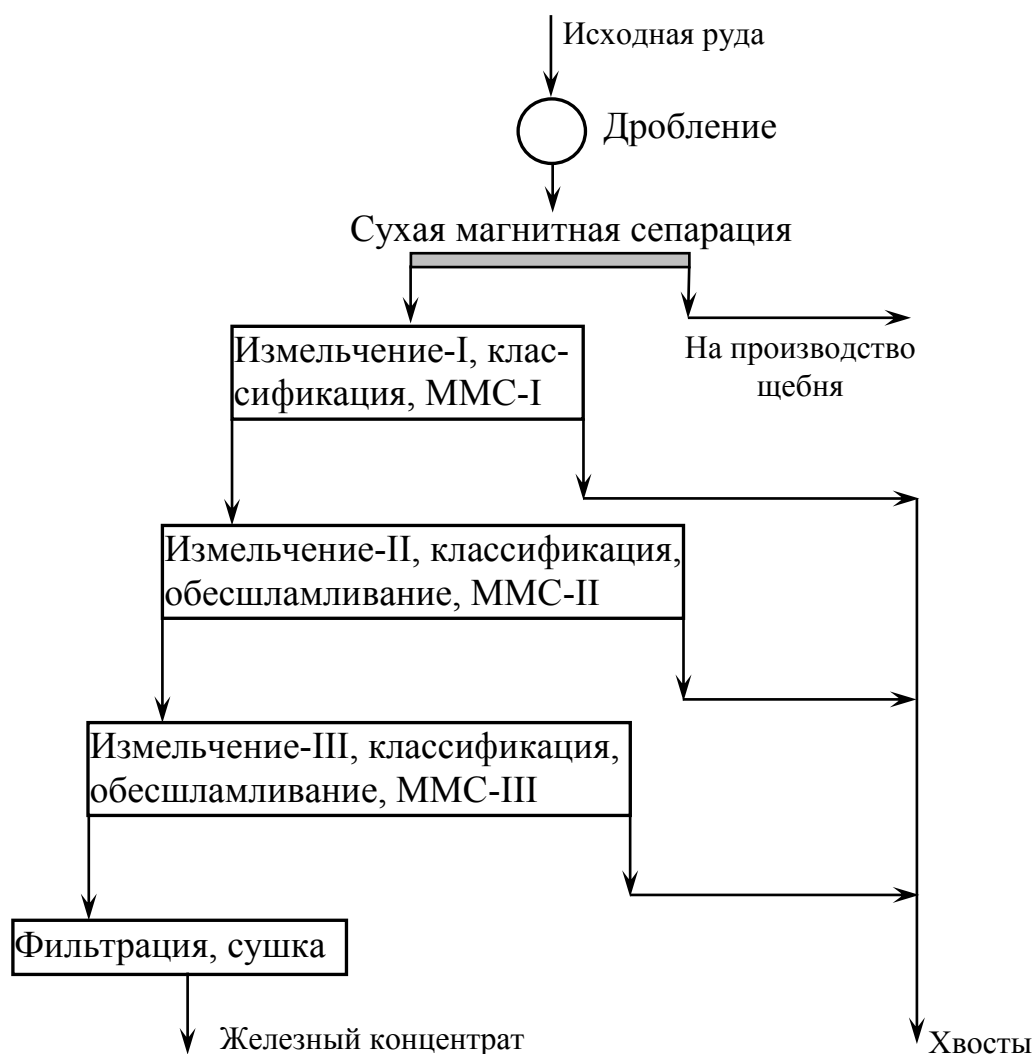 Исходная руда
Дробление
Сухая магнитная сепарация
Измельчение-I, клас-
сификация, ММС-I
На производство
щебня
Измельчение-II, классификация,
обесшламливание, ММС-II
Измельчение-III, классификация,
обесшламливание, ММС-III
Фильтрация, сушка
Железный концентрат
Хвосты